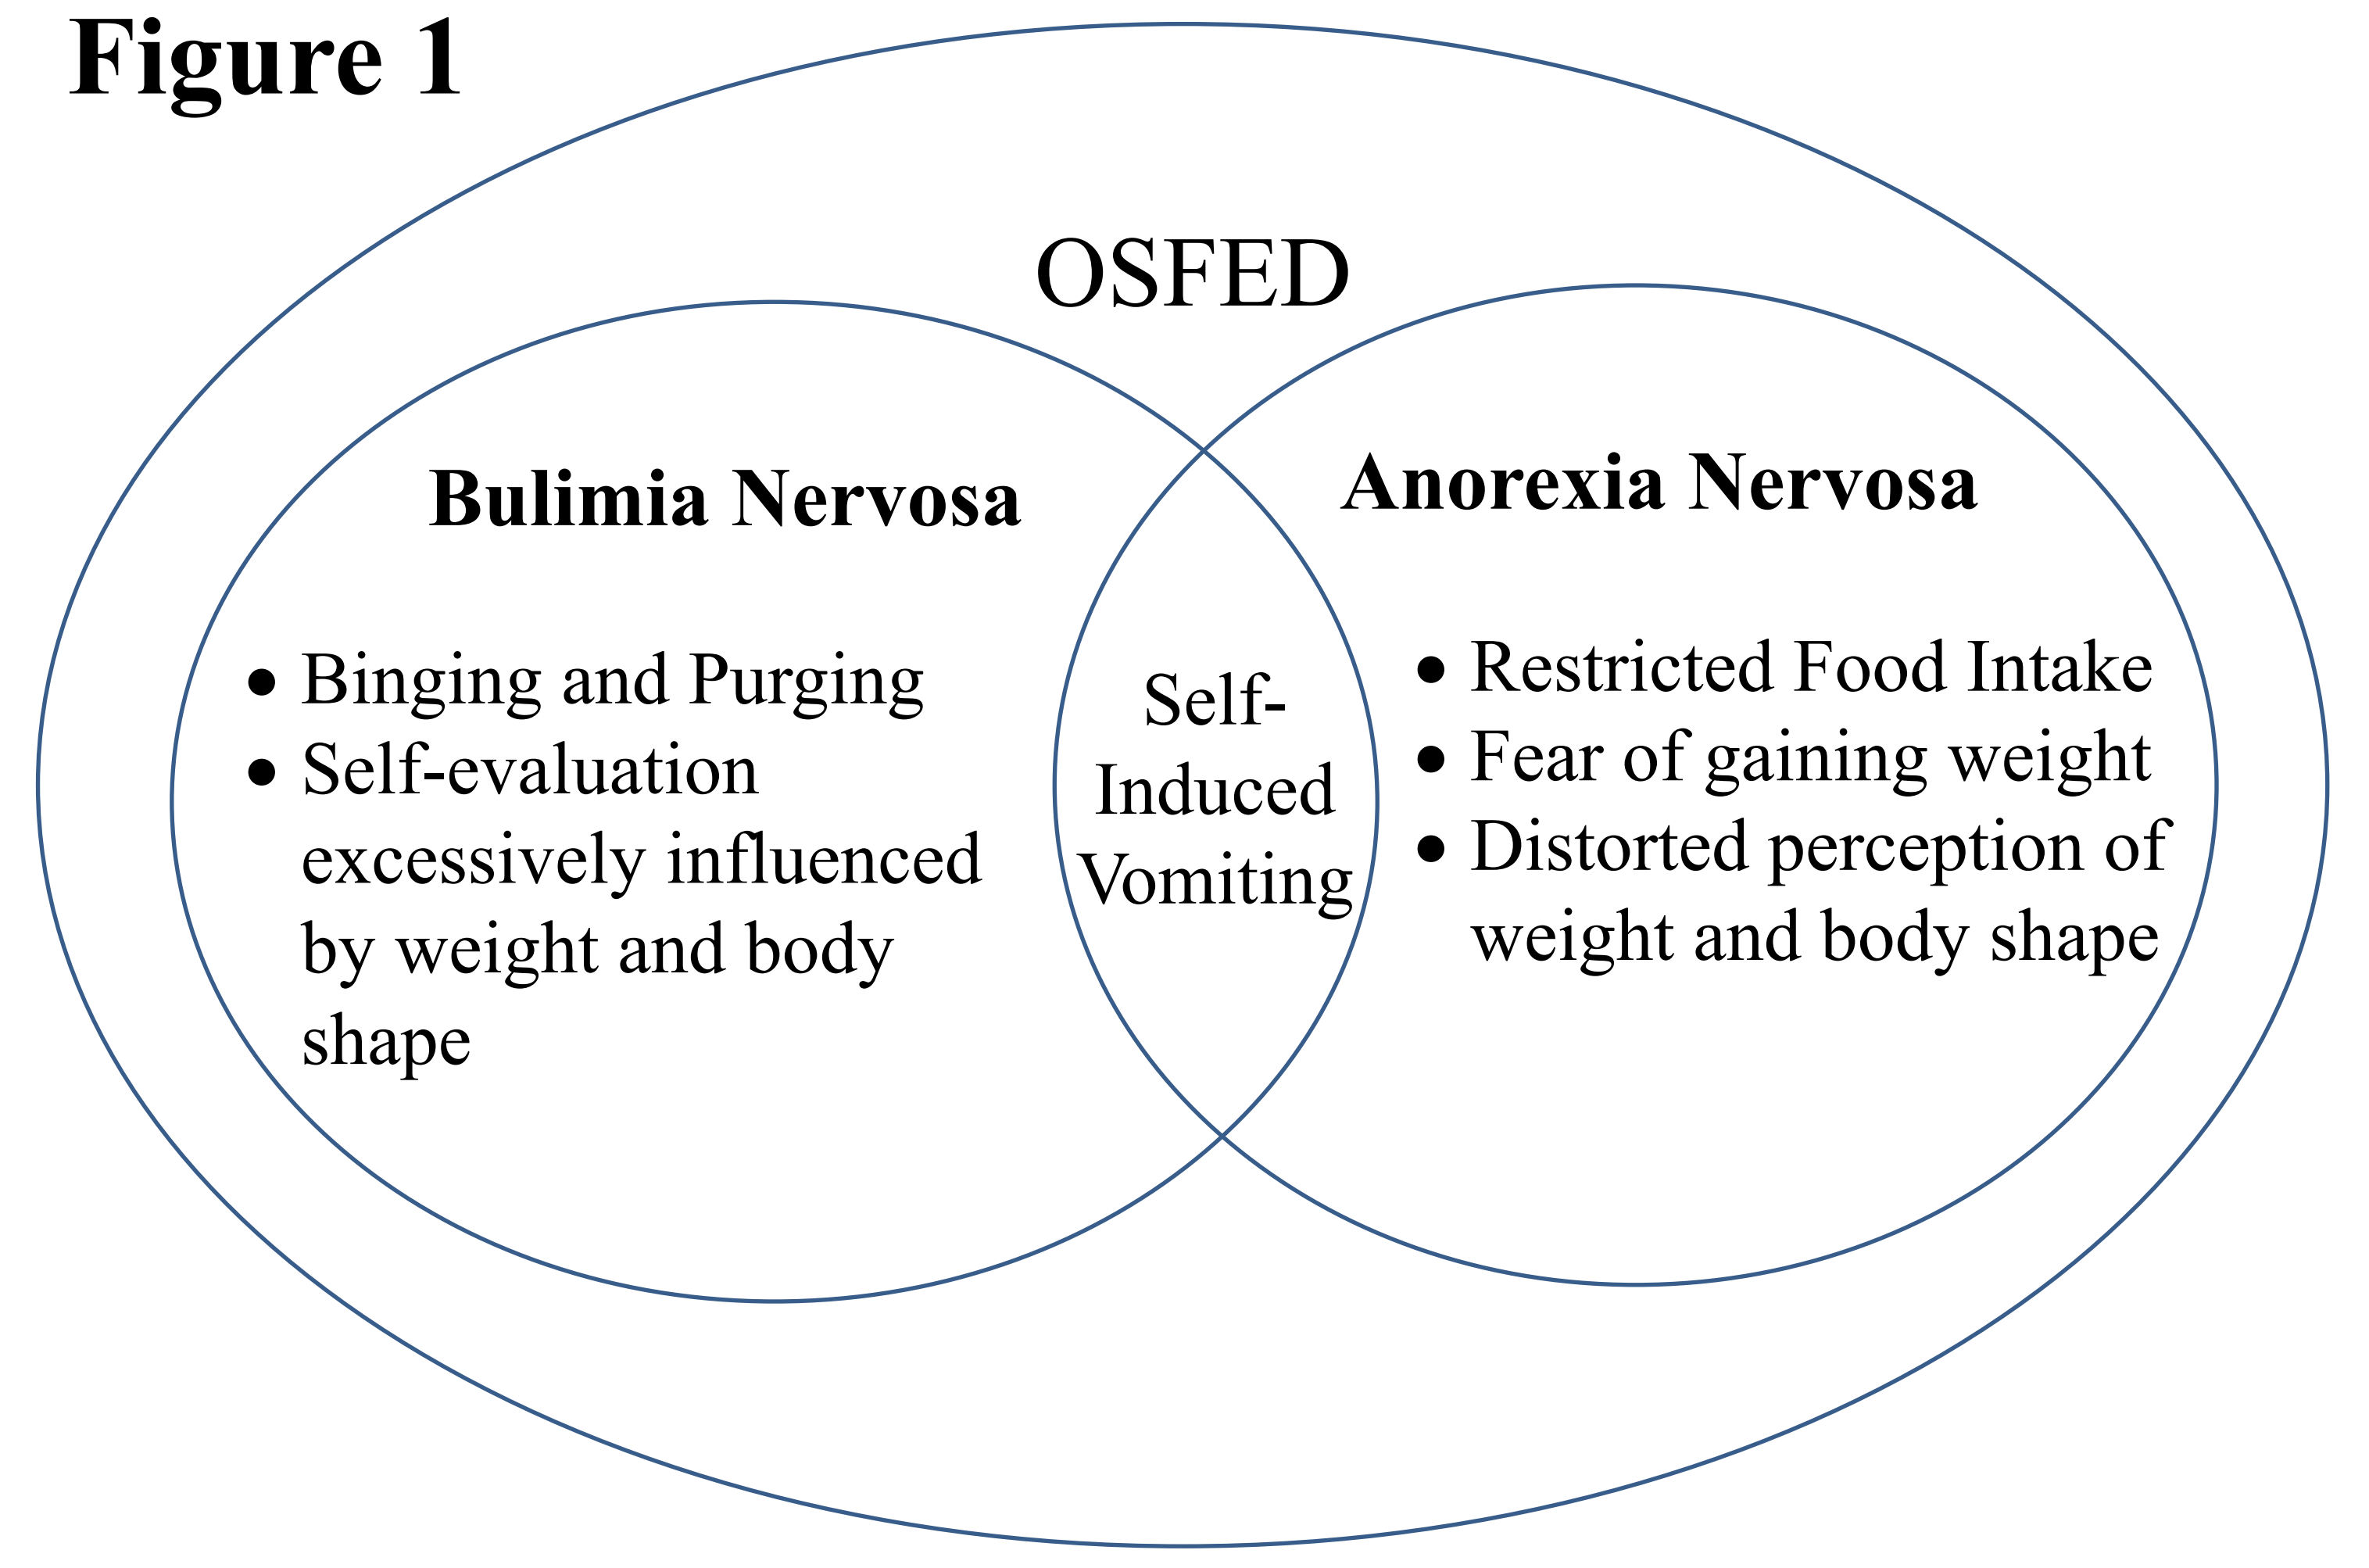 Figure 1
OSFED
Bulimia Nervosa
• Binging and Purging
• Self-evaluation
excessively influenced
by weight and body
shape
Self-
Induced
Vomiting
Anorexia Nervosa
• Restricted Food Intake
• Fear of gaining weight
• Distorted perception of
weight and body shape